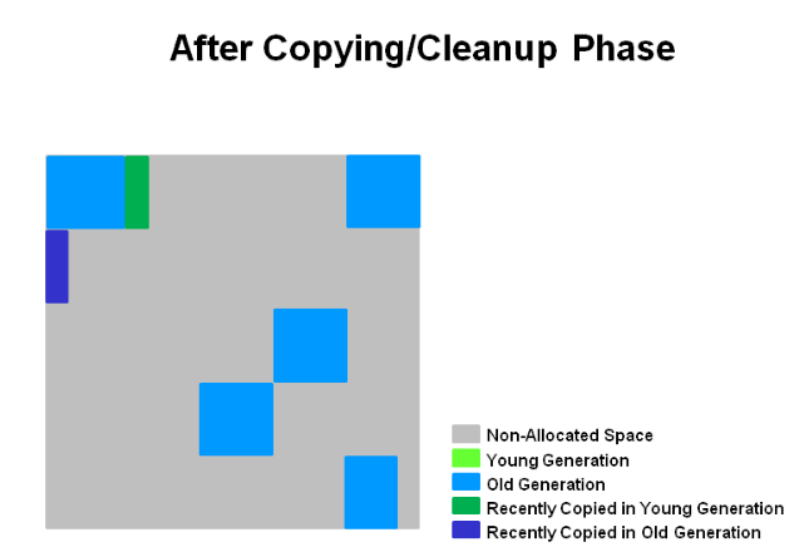 After Copying/Cleanup Phase
Non-Allocated Space
Young Generation
Old Generation
Recently Copied in Young Generation
Recently Copied in Old Generation